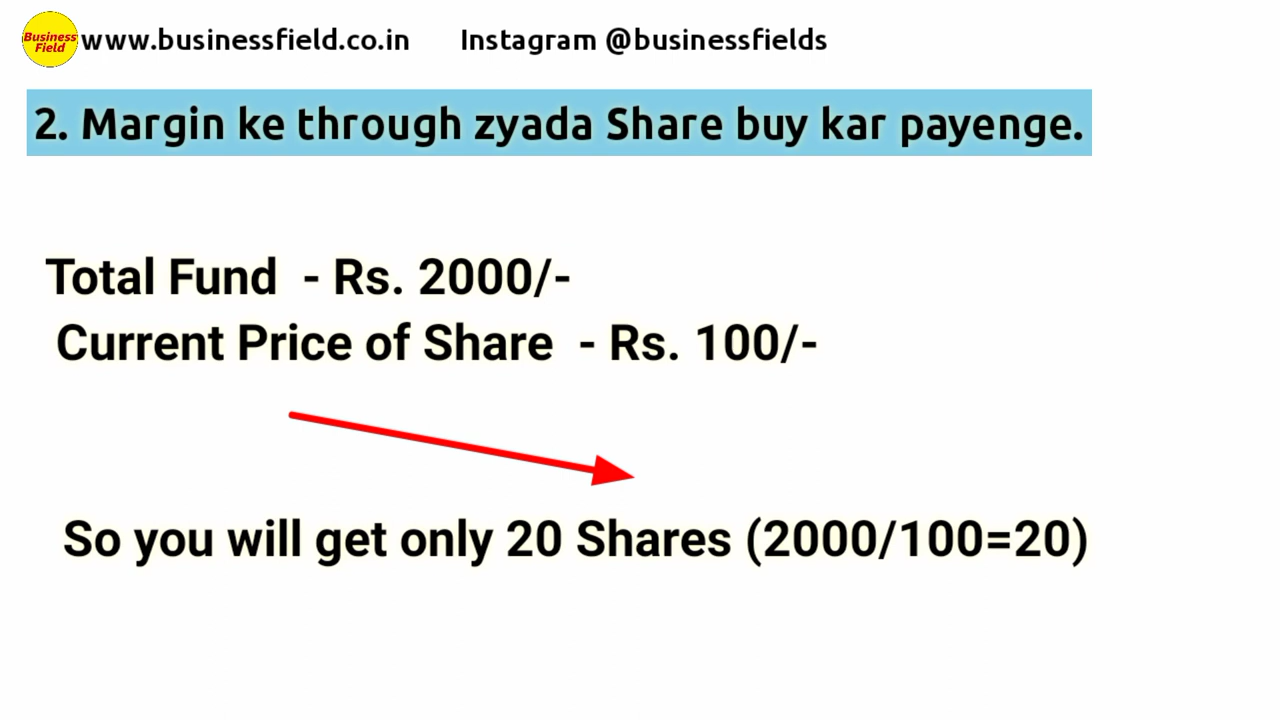 Business
Field
www.businessfield.co.in Instagram @businessfields
2. Margin ke through zyada Share buy kar payenge.
Total Fund - Rs. 2000/-
Current Price of Share - Rs. 100/-
So you will get only 20 Shares (2000/100=20)